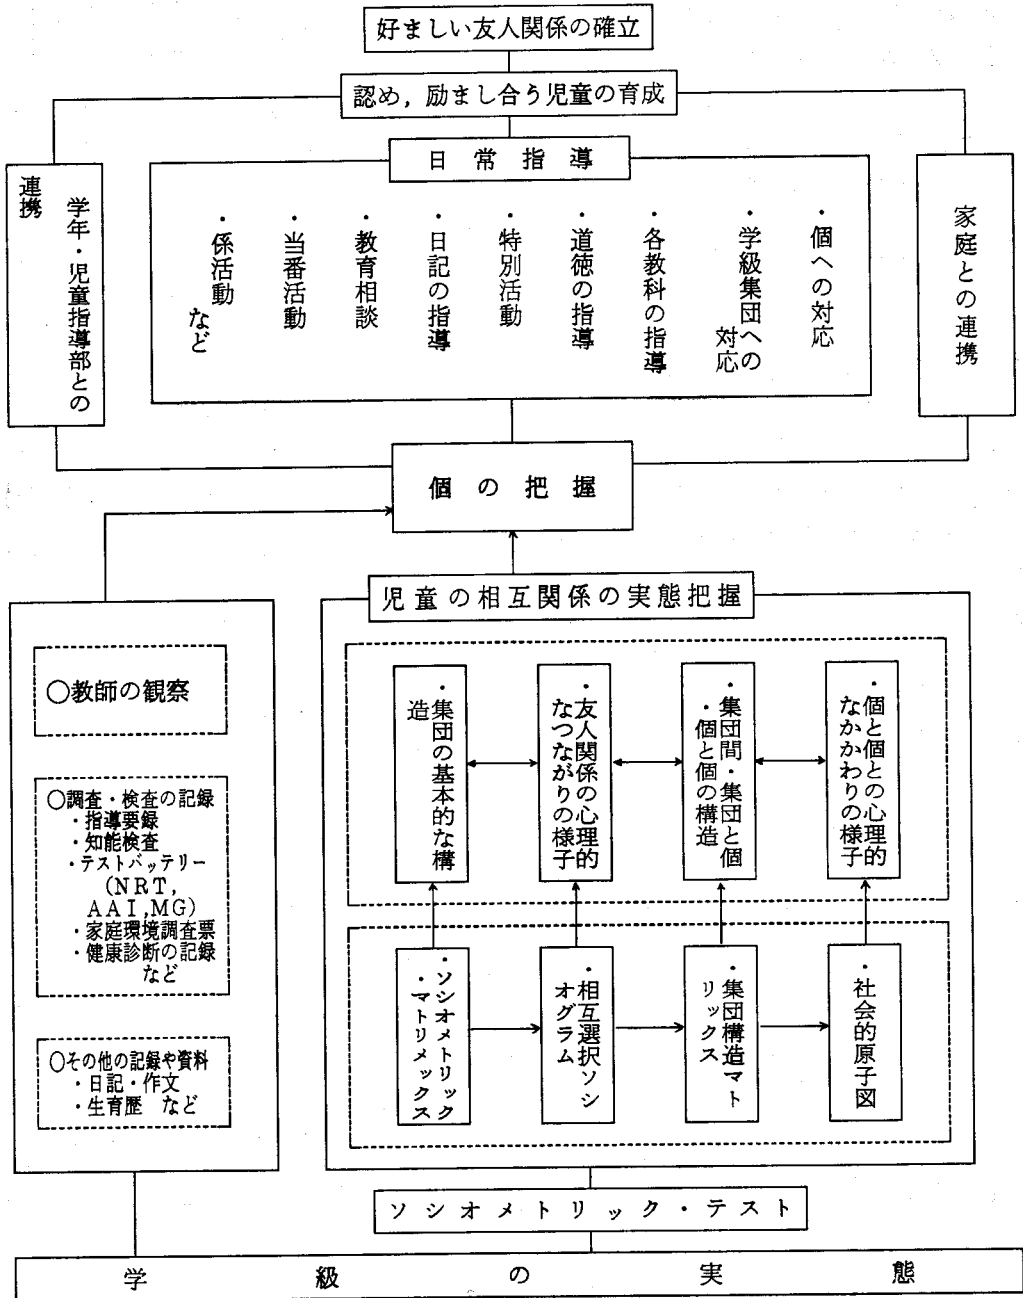 好ましい友人関係の確立
認め，励まし合う児童の育成
日常指導
学年・児童指導部との
連携
・個への対応
・学級集団への
対応
・各教科の指導
・道徳の指導
・特別活動
・日記の指導
・教育相談
・当番活動
・係活動
など
家庭との連携
個の把握
児童の相互関係の実態把握
○教師の観察
○調査・検査の記録
・指導要録
・知能検査
・テストバッテリー
(NRT,
AAI,MG)
・家庭環境調査票
・健康診断の記録
など
○その他の記録や資料
・日記・作文
・生育歴 など
・集団の基本的な構
造
・友人関係の心理的
なつながりの様子
・集団間・集団と個
・個と個の構造
・個と個との心理的
なかかわりの様子
・ソシオメトリック
・マトリメックス
・相互選択ソシ
オグラム
・集団構造マト
リックス
・社会的原子図
ソシオメトリック・テスト
学級の実態